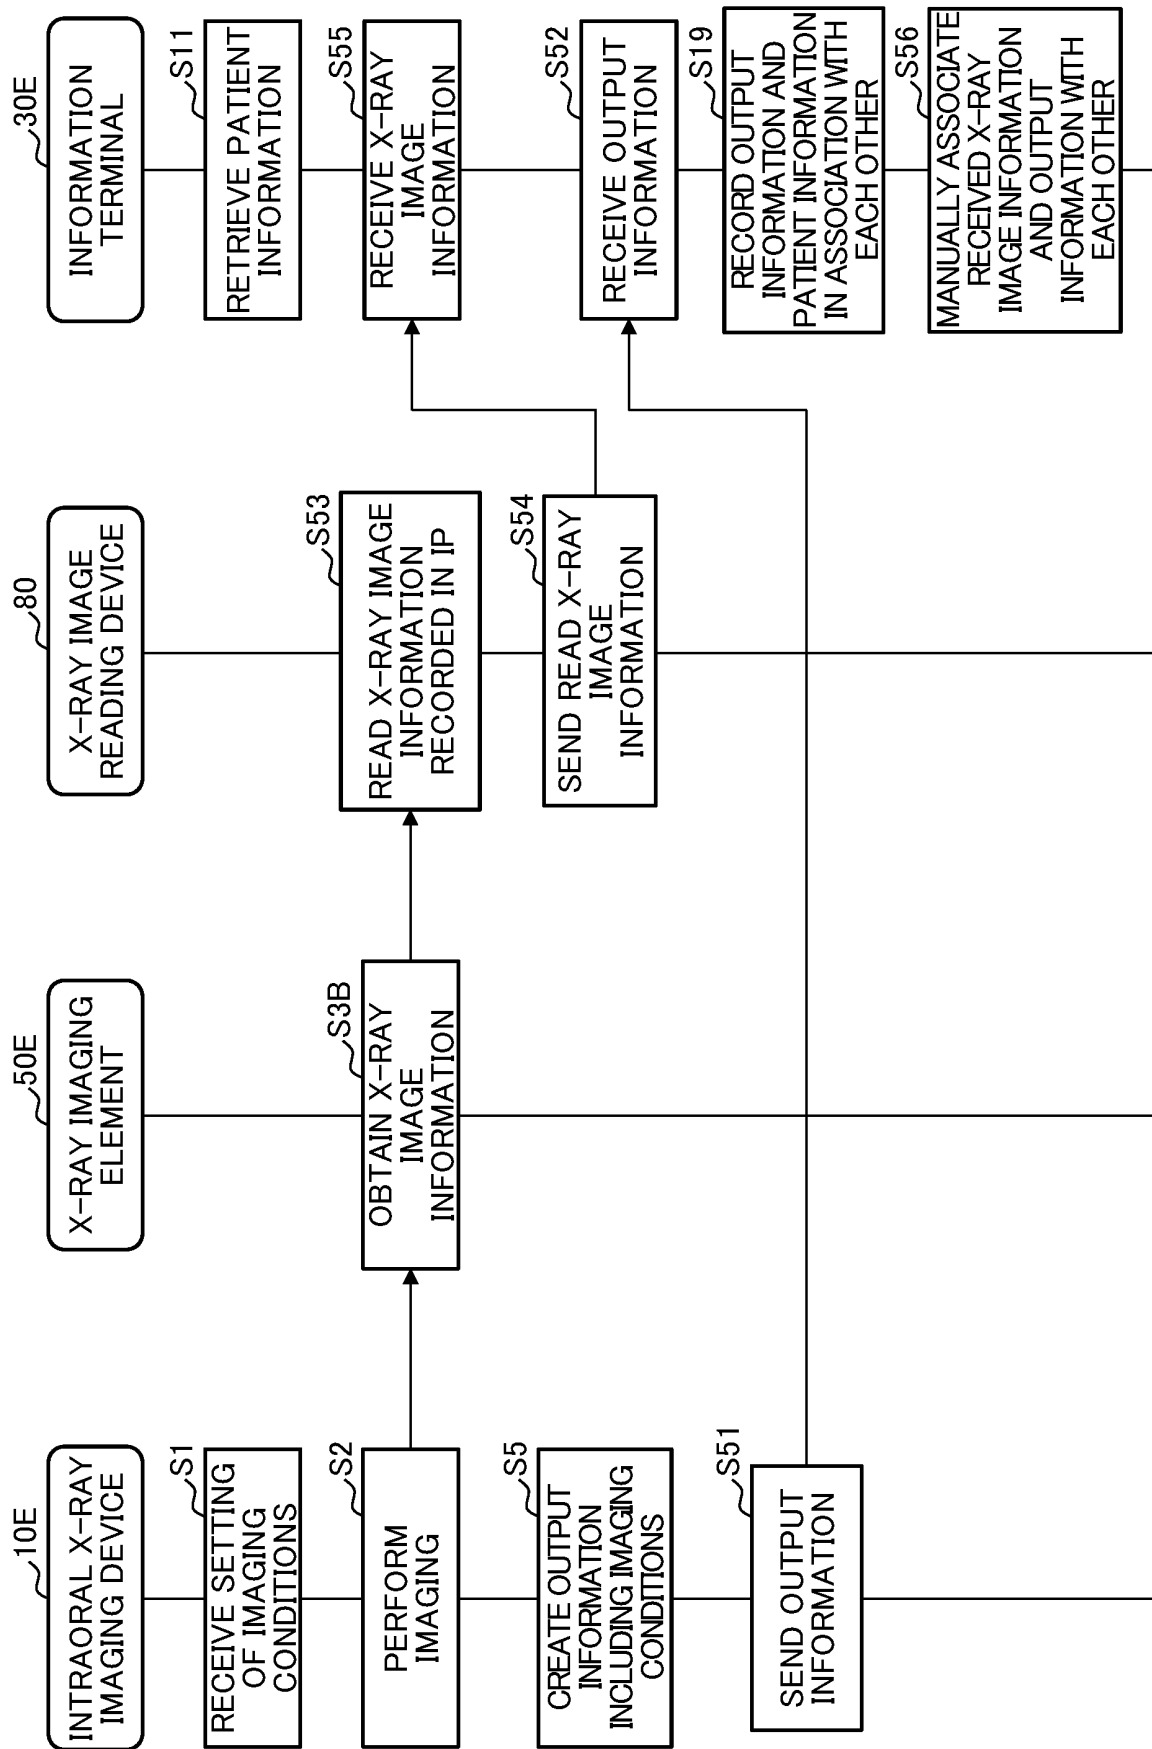 10E
INTRAORAL X-RAY
IMAGING DEVICE
S1
RECEIVE SETTING
OF IMAGING
CONDITIONS
S2
PERFORM
IMAGING
S5
CREATE OUTPUT
INFORMATION
INCLUDING IMAGING
CONDITIONS
S51
SEND OUTPUT
INFORMATION
50E
X-RAY IMAGING
ELEMENT
S3B
OBTAIN X-RAY
IMAGE
INFORMATION
80
X-RAY IMAGE
READING DEVICE
S53
READ X-RAY IMAGE
INFORMATION
RECORDED IN IP
S54
SEND READ X-RAY
IMAGE
INFORMATION
30E
INFORMATION
TERMINAL
S11
RETRIEVE PATIENT
INFORMATION
S55
RECEIVE X-RAY
IMAGE
INFORMATION
S52
RECEIVE OUTPUT
INFORMATION
S19
RECORD OUTPUT
INFORMATION AND
PATIENT INFORMATION
IN ASSOCIATION WITH
EACH OTHER
S56
MANUALLY ASSOCIATE
RECEIVED X-RAY
IMAGE INFORMATION
AND OUTPUT
INFORMATION WITH
EACH OTHER